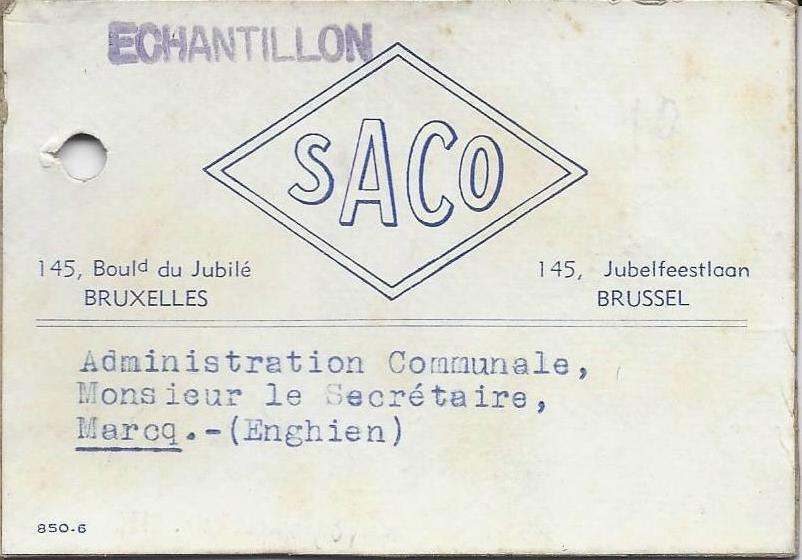 ECHANTILLON
SACO
145, Boulᵈ du Jubilé
BRUXELLES
145, Jubelfeestlaan
BRUSSEL
Administration Communale,
Monsieur le Secrétaire,
Marcq.-(Enghien)
850-6